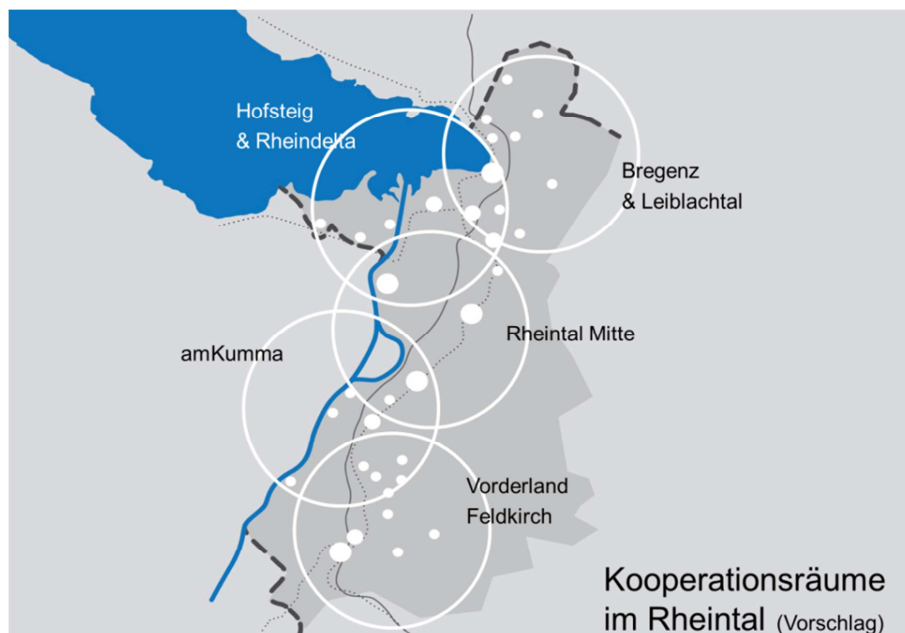 Hofsteig
& Rheindelta
Bregenz
& Leiblachtal
Rheintal Mitte
amKumma
Vorderland
Feldkirch
Kooperationsräume
im Rheintal (Vorschlag)